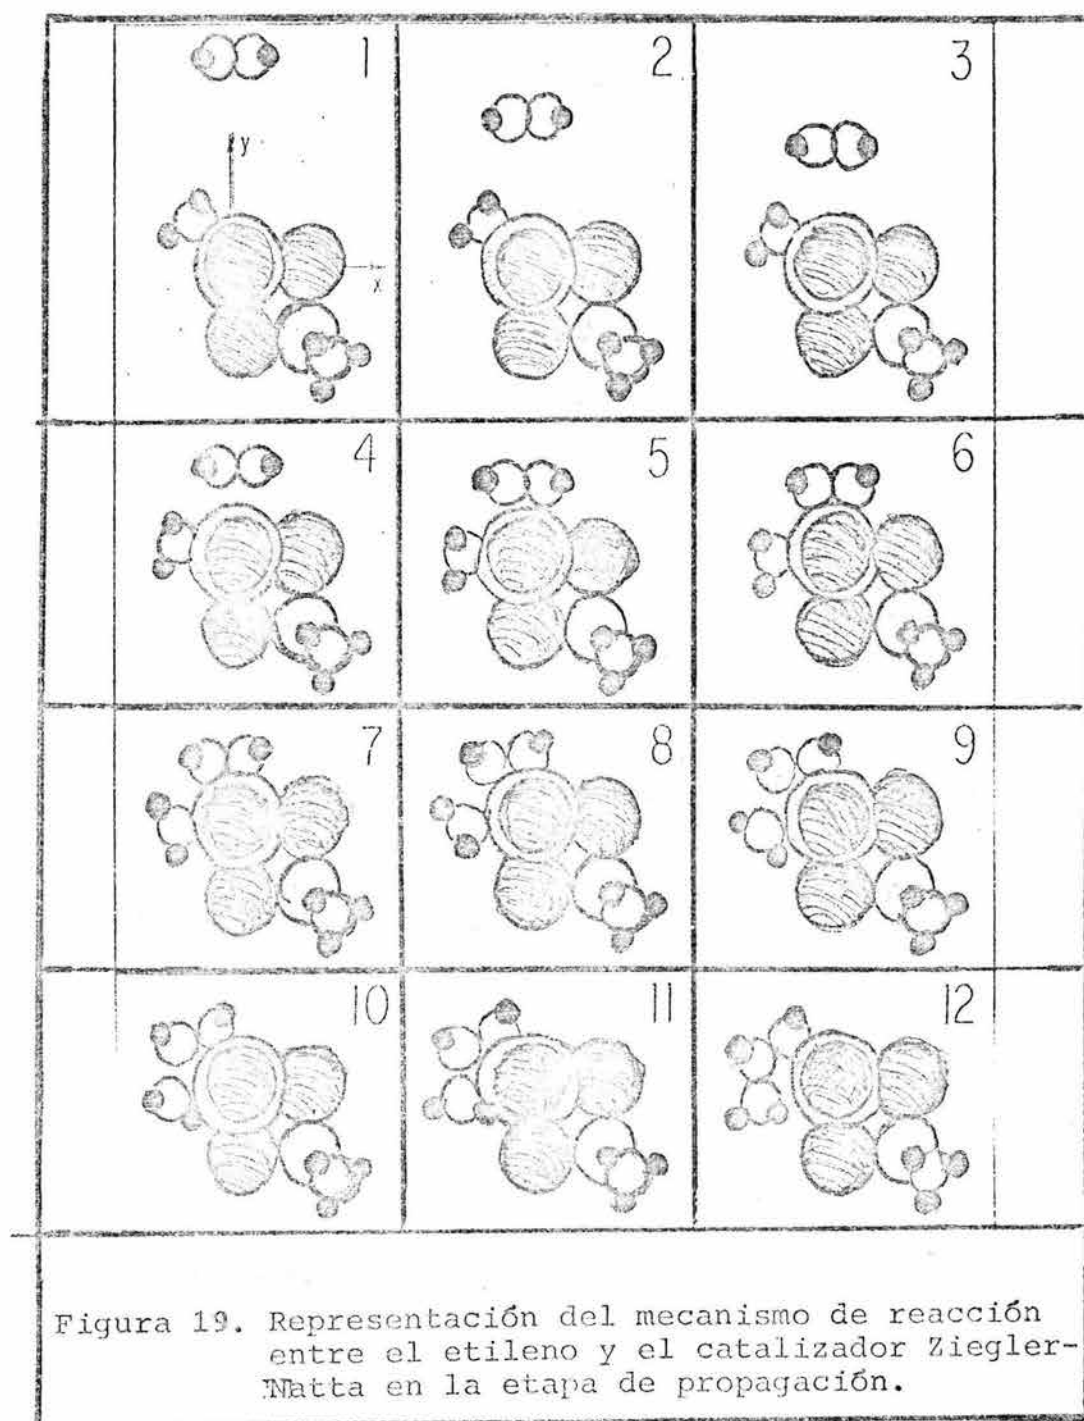 1
2
3
y
x
4
5
6
7
8
9
10
11
12
Figura 19. Representación del mecanismo de reacción
entre el etileno y el catalizador Ziegler-
Natta en la etapa de propagación.